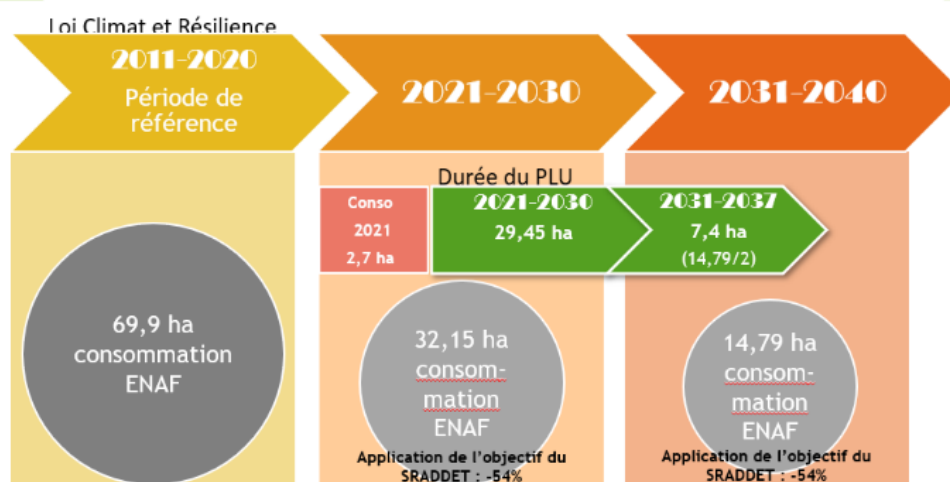 Loi Climat et Résilience
2011-2020
Période de
référence
2021-2030
2031-2040
Durée du PLU
Conso
2021
2,7 ha
2021-2030
29,45 ha
2031-2037
7,4 ha
(14,79/2)
69,9 ha
consommation
ENAF
32,15 ha
consom-
mation
ENAF
Application de l'objectif du
SRADDET : -54%
14,79 ha
consom-
mation
ENAF
Application de l'objectif du
SRADDET : -54%